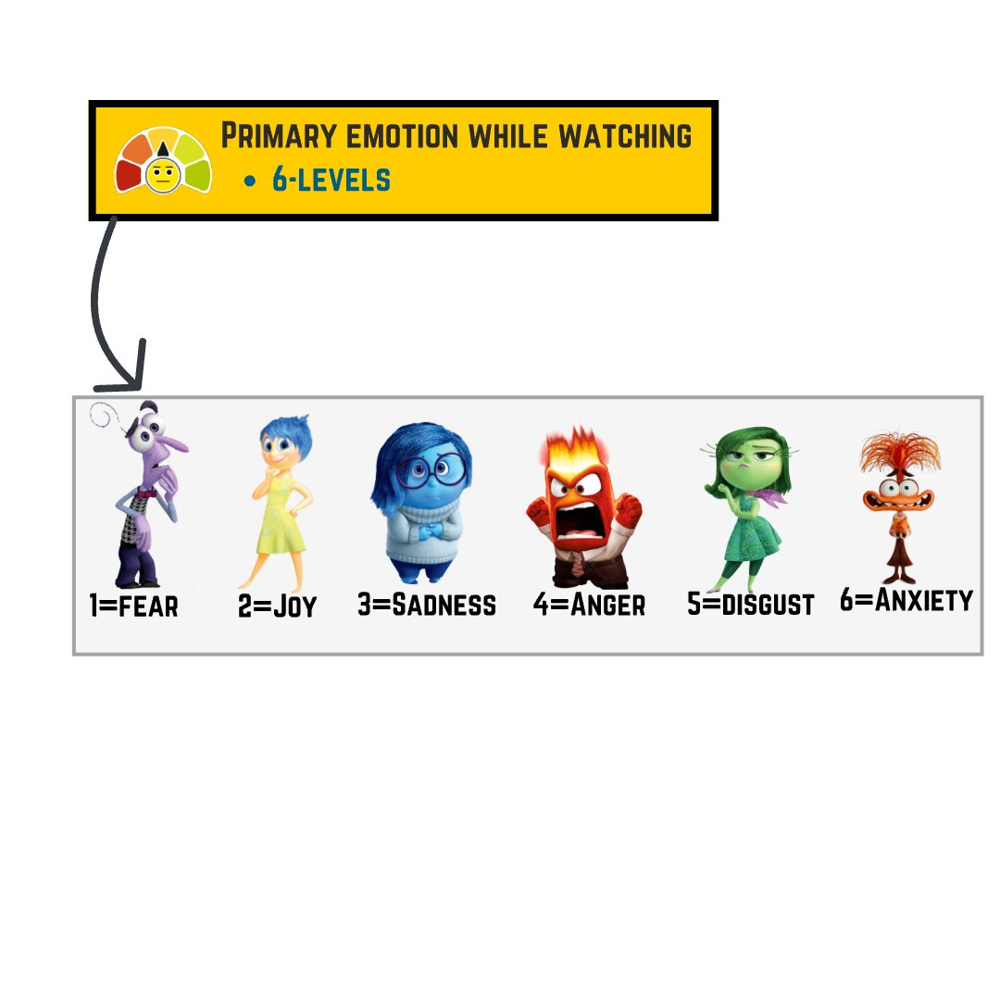 Primary emotion while watching
• 6-levels
1=fear
2=Joy
3=Sadness
4=Anger
5=disgust
6=Anxiety